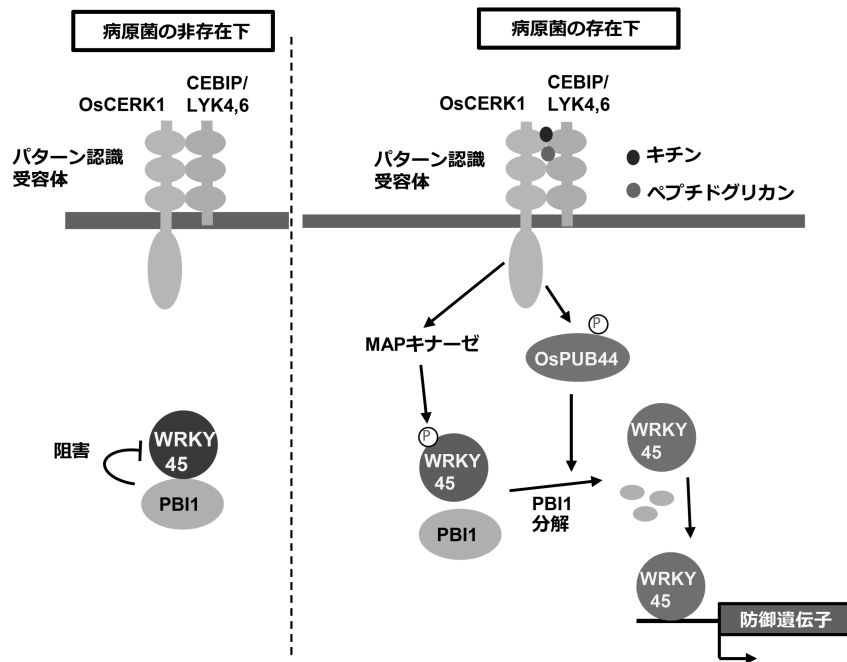 病原菌の非存在下
CEBIP/
OsCERK1 LYK4,6
パターン認識
受容体
阻害
WRKY
45
PBI1
病原菌の存在下
CEBIP/
OsCERK1 LYK4,6
パターン認識
受容体
キチン
ペプチドグリカン
MAPキナーゼ
P
OsPUB44
P
WRKY
45
PBI1
PBI1
分解
WRKY
45
WRKY
45
防御遺伝子